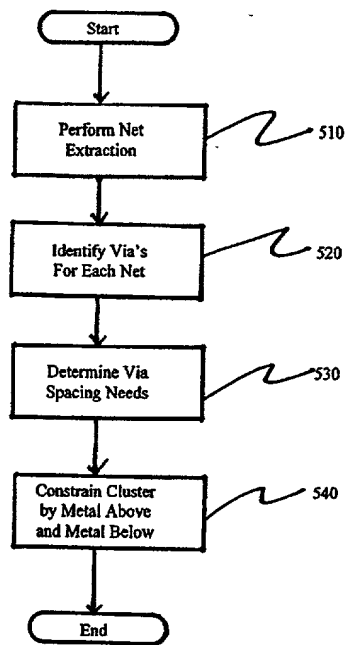 Start
Perform Net
Extraction
510
Identify Via's
For Each Net
520
Determine Via
Spacing Needs
530
Constrain Cluster
by Metal Above
and Metal Below
540
End